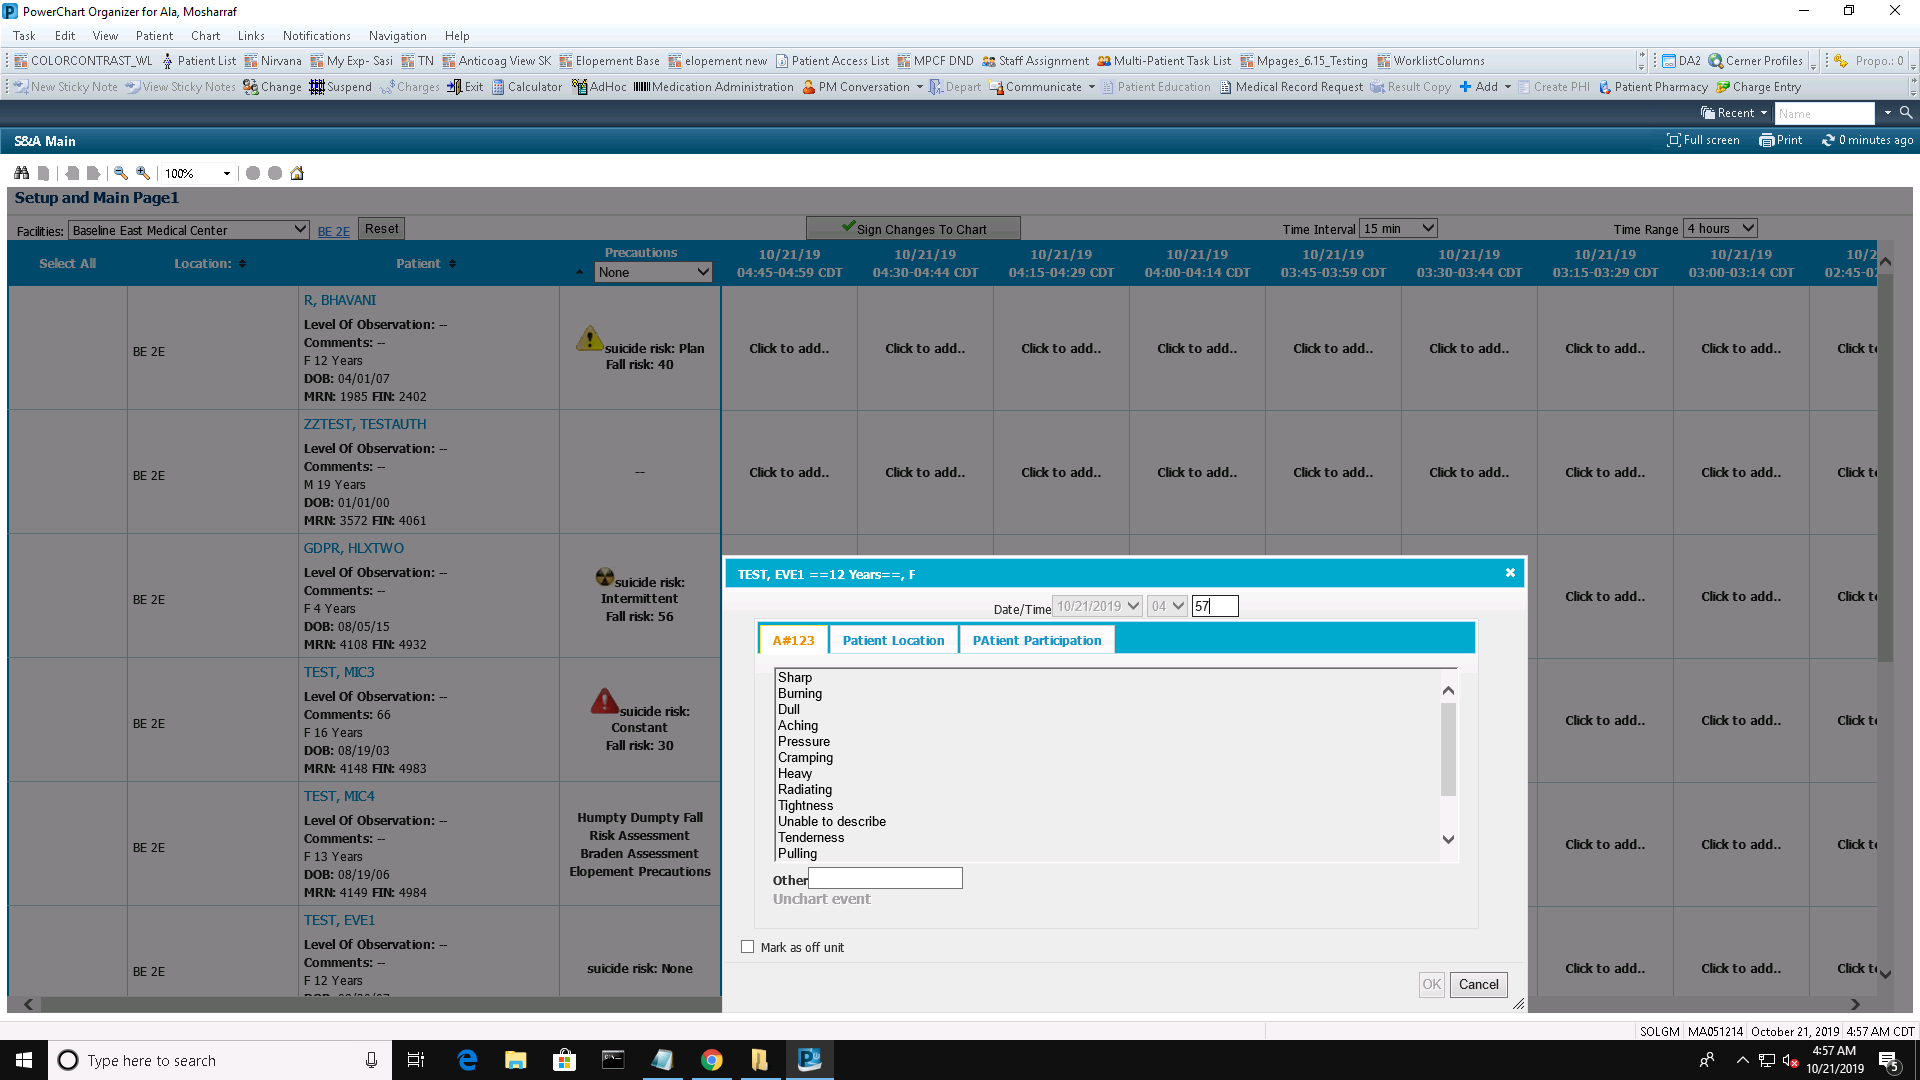 PowerChart Organizer for Ala, Mosharraf
Task Edit View Patient Chart Links Notifications Navigation Help
COLORCONTRAST_WL Patient List Nirvana My Exp- Sasi TN Anticoag View SK Elopement Base elopement new Patient Access List MPCF DND Staff Assignment Multi-Patient Task List Mpages_6.15_Testing WorklistColumns DA2 Cerner Profiles Propo.: 0
New Sticky Note View Sticky Notes Change Suspend Charges Exit Calculator AdHoc Medication Administration PM Conversation Depart Communicate Patient Education Medical Record Request Result Copy Add Create PHI Patient Pharmacy Charge Entry
Recent Name
S&A Main Full screen Print 0 minutes ago
100%
Setup and Main Page1
Facilities: Baseline East Medical Center BE 2E Reset Sign Changes To Chart Time Interval 15 min Time Range 4 hours
Select All Location: Patient Precautions None
10/21/19 10/21/19 10/21/19 10/21/19 10/21/19 10/21/19 10/21/19 10/21/19 10/2
04:45-04:59 CDT 04:30-04:44 CDT 04:15-04:29 CDT 04:00-04:14 CDT 03:45-03:59 CDT 03:30-03:44 CDT 03:15-03:29 CDT 03:00-03:14 CDT 02:45-02
R, BHAVANI
Level Of Observation: --
Comments: --
BE 2E
F 12 Years
DOB: 04/01/07
MRN: 1985 FIN: 2402
suicide risk: Plan
Fall risk: 40
Click to add.. Click to add.. Click to add.. Click to add.. Click to add.. Click to add.. Click to add.. Click to add.. Click t
ZZTEST, TESTAUTH
Level Of Observation: --
Comments: --
BE 2E
M 19 Years
DOB: 01/01/00
MRN: 3572 FIN: 4061
--
Click to add.. Click to add.. Click to add.. Click to add.. Click to add.. Click to add.. Click to add.. Click to add.. Click t
GDPR, HLXTWO
Level Of Observation: --
Comments: --
BE 2E
F 4 Years
DOB: 08/05/15
MRN: 4108 FIN: 4932
suicide risk:
Intermittent
Fall risk: 56
Click to add.. Click to add.. Click t
TEST, MIC3
Level Of Observation: --
Comments: 66
BE 2E
F 16 Years
DOB: 08/19/03
MRN: 4148 FIN: 4983
suicide risk:
Constant
Fall risk: 30
Click to add.. Click to add.. Click t
TEST, MIC4
Level Of Observation: --
Comments: --
BE 2E
F 13 Years
DOB: 08/19/06
MRN: 4149 FIN: 4984
Humpty Dumpty Fall
Risk Assessment
Braden Assessment
Elopement Precautions
Click to add.. Click to add.. Click t
TEST, EVE1
Level Of Observation: --
Comments: --
BE 2E
F 12 Years
suicide risk: None
Click to add.. Click to add.. Click t
TEST, EVE1 ==12 Years==, F
Date/Time 10/21/2019 04 57
A#123 Patient Location PAtient Participation
Sharp
Burning
Dull
Aching
Pressure
Cramping
Heavy
Radiating
Tightness
Unable to describe
Tenderness
Pulling
Other
Unchart event
Mark as off unit
OK Cancel
SOLGM MA051214 October 21, 2019 4:57 AM CDT
Type here to search
4:57 AM
10/21/2019
5